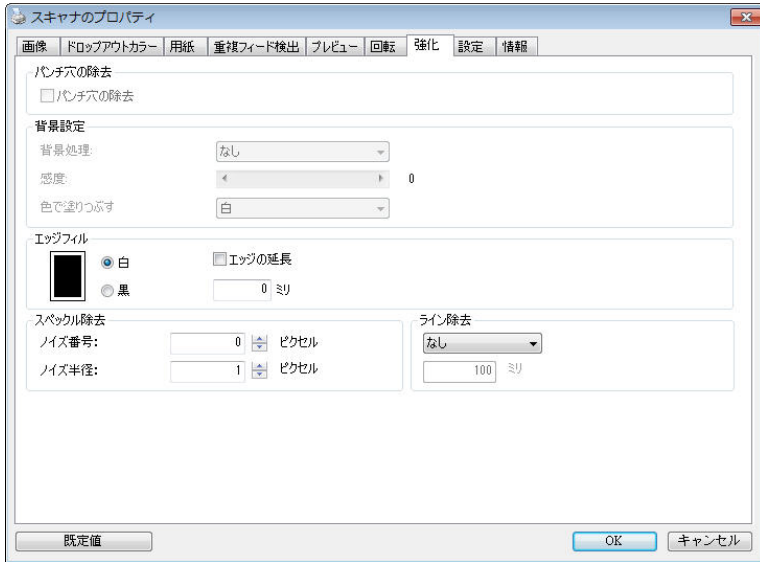 スキャナのプロパティ
画像 ドロップアウトカラー 用紙 重複フィード検出 プレビュー 回転 強化 設定 情報
パンチ穴の除去
パンチ穴の除去
背景設定
背景処理: なし
感度: 0
色で塗りつぶす 白
エッジフィル
白 エッジの延長
黒 0 ミリ
スペックル除去 ライン除去
ノイズ番号: 0 ピクセル なし
ノイズ半径: 1 ピクセル 100 ミリ
既定値 OK キャンセル